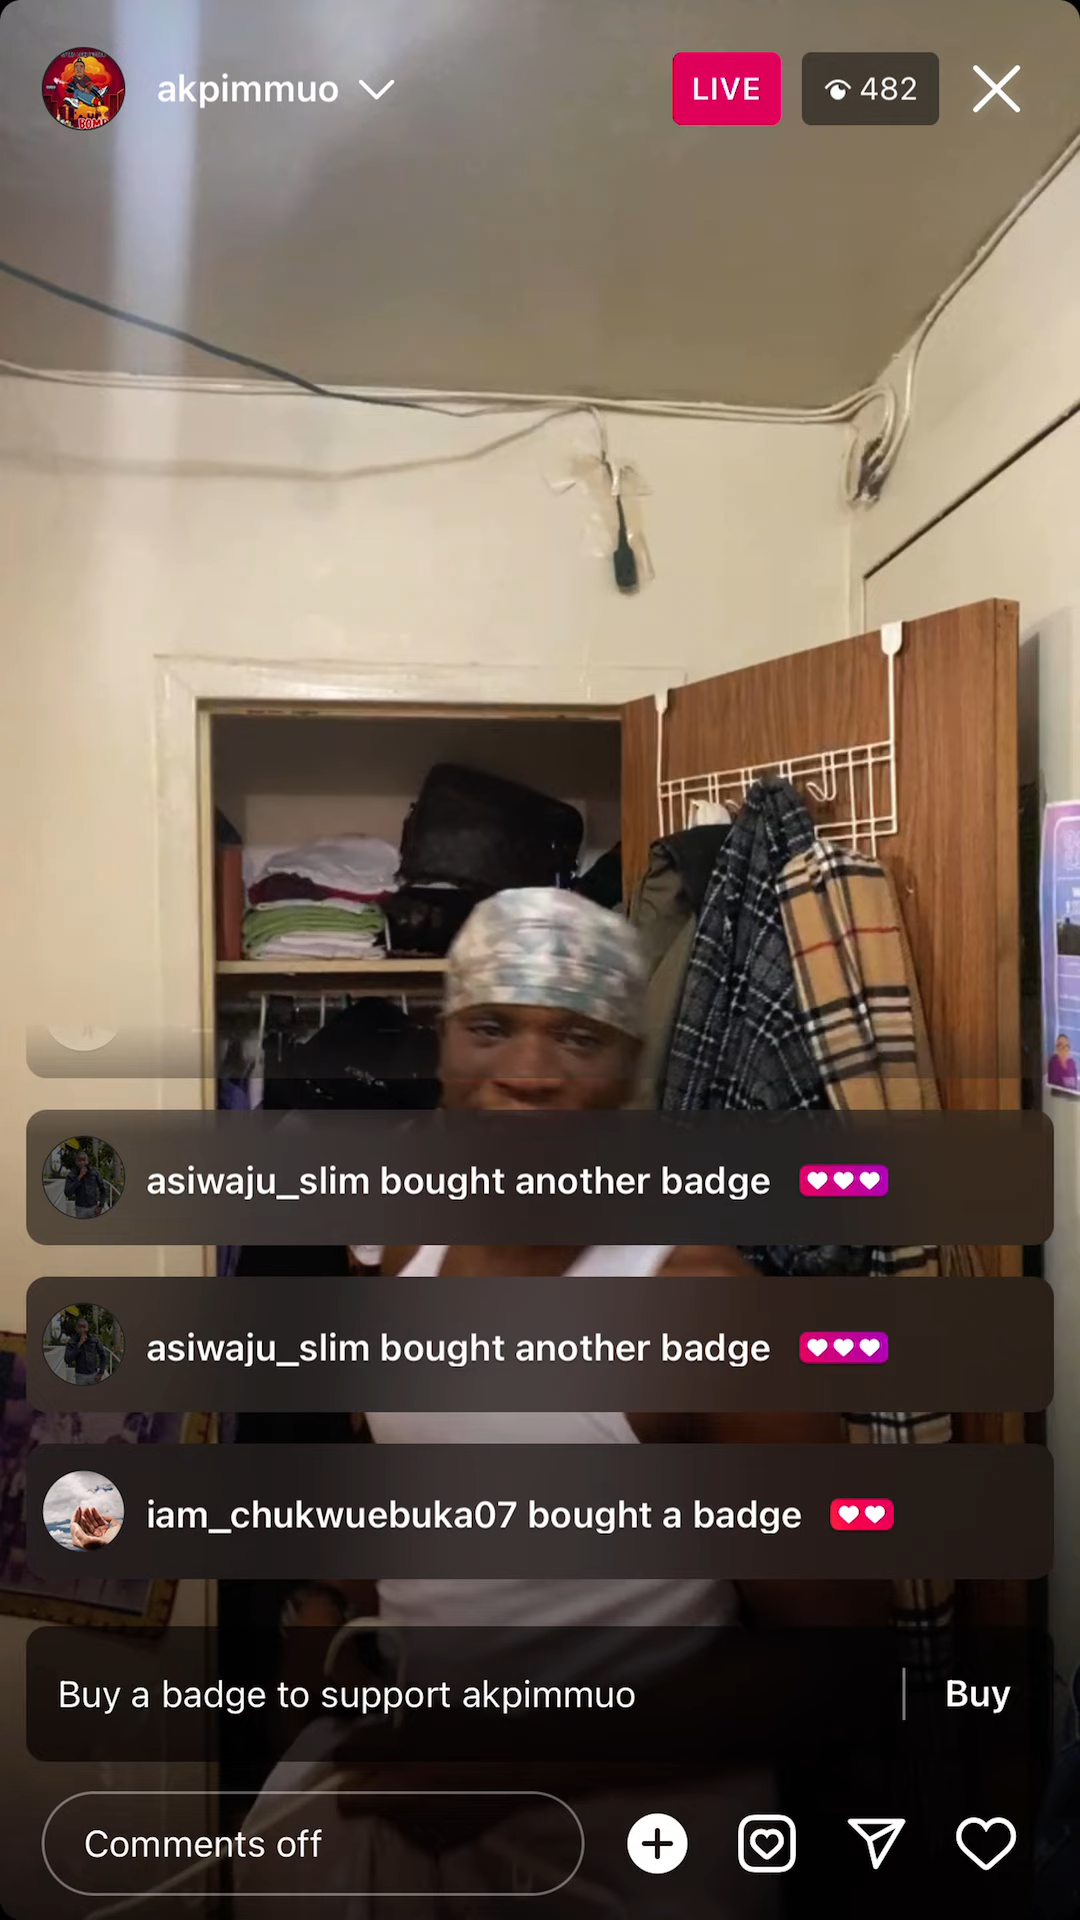 akpimmuo
LIVE
482
asiwaju_slim bought another badge
asiwaju_slim bought another badge
iam_chukwuebuka07 bought a badge
Buy a badge to support akpimmuo
Buy
Comments off